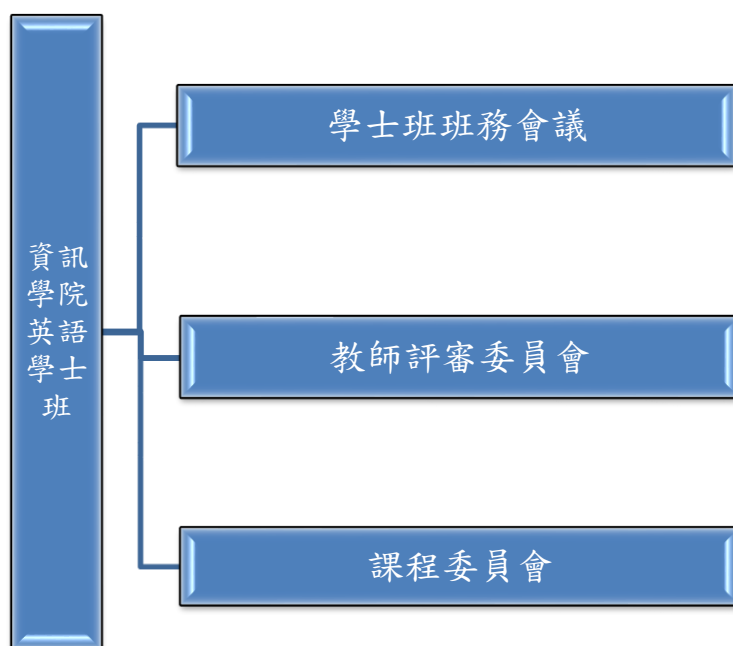 資訊
學院
英語
學士
班
學士班班務會議
教師評審委員會
課程委員會